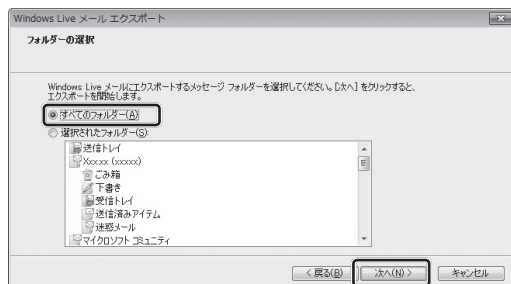 Windows Live メール エクスポート
フォルダーの選択
Windows Live メールにエクスポートするメッセージ フォルダーを選択してください。[次へ] をクリックすると、
エクスポートを開始します。
すべてのフォルダー(A)
選択されたフォルダー(S):
送信トレイ
Xxx.xx (xxxxx)
ごみ箱
下書き
受信トレイ
送信済みアイテム
迷惑メール
マイクロソフト コミュニティ
< 戻る(B)
次へ(N) >
キャンセル